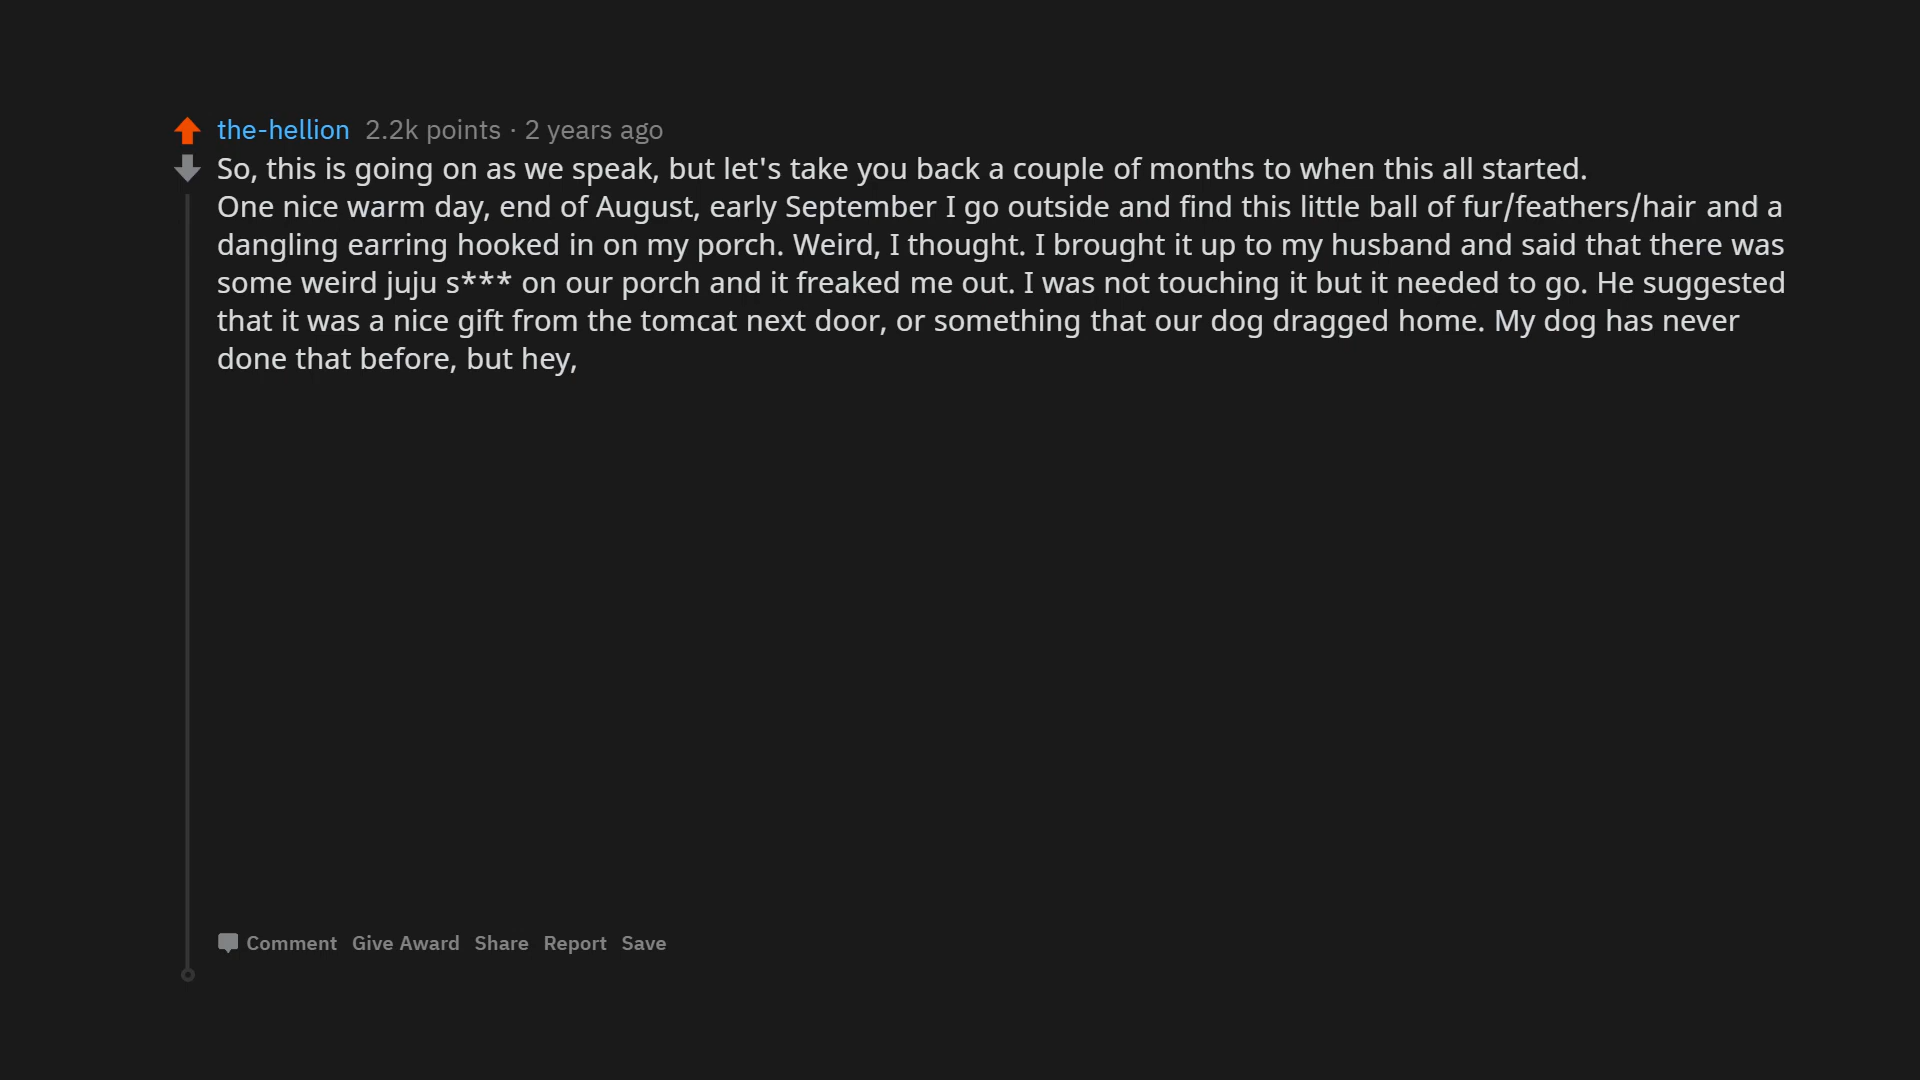 the-hellion 2.2k points · 2 years ago
So, this is going on as we speak, but let's take you back a couple of months to when this all started.
One nice warm day, end of August, early September I go outside and find this little ball of fur/feathers/hair and a
dangling earring hooked in on my porch. Weird, I thought. I brought it up to my husband and said that there was
some weird juju s*** on our porch and it freaked me out. I was not touching it but it needed to go. He suggested
that it was a nice gift from the tomcat next door, or something that our dog dragged home. My dog has never
done that before, but hey,
Comment Give Award Share Report Save